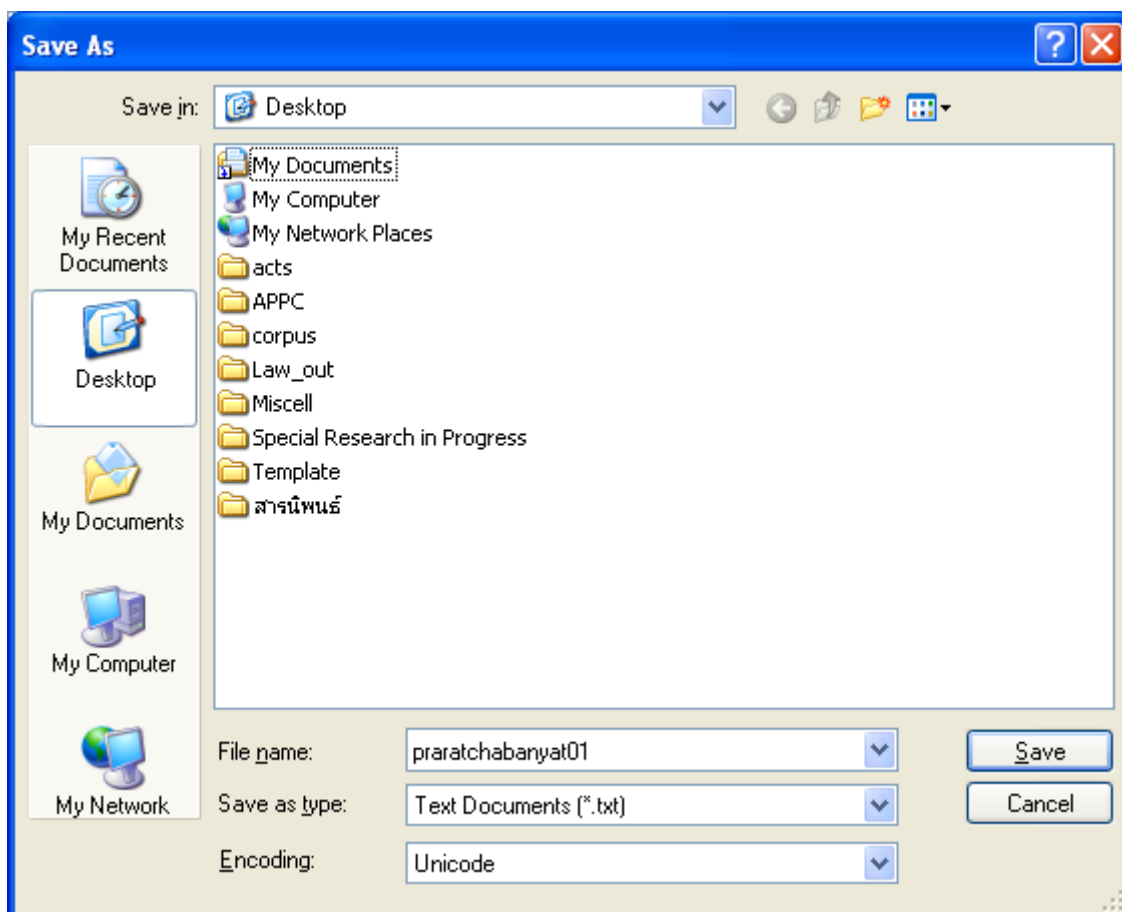 Save As
Save in:
Desktop
My Recent
Documents
Desktop
My Documents
My Computer
My Network
My Documents
My Computer
My Network Places
acts
APPC
corpus
Law_out
Miscell
Special Research in Progress
Template
สารนิพนธ์
File name:
praratchabanyat01
Save
Save as type:
Text Documents (*.txt)
Cancel
Encoding:
Unicode